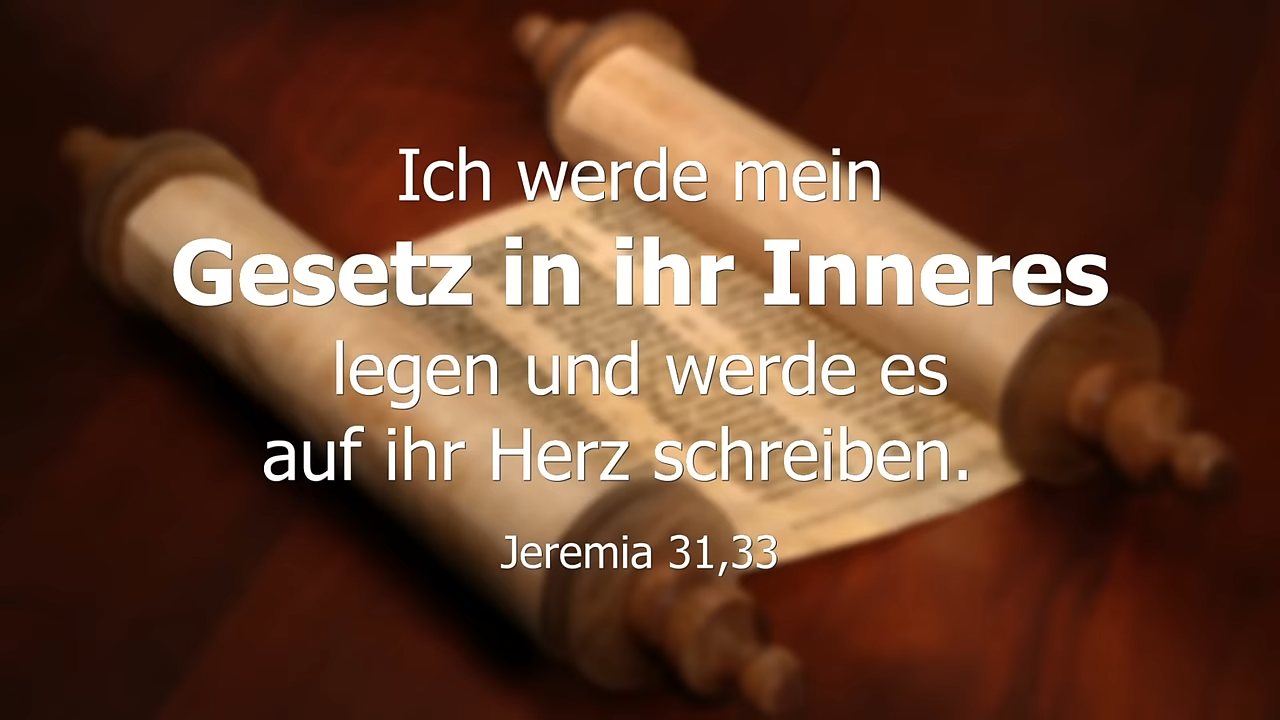 Ich werde mein
Gesetz in ihr Inneres
legen und werde es
auf ihr Herz schreiben.
Jeremia 31,33